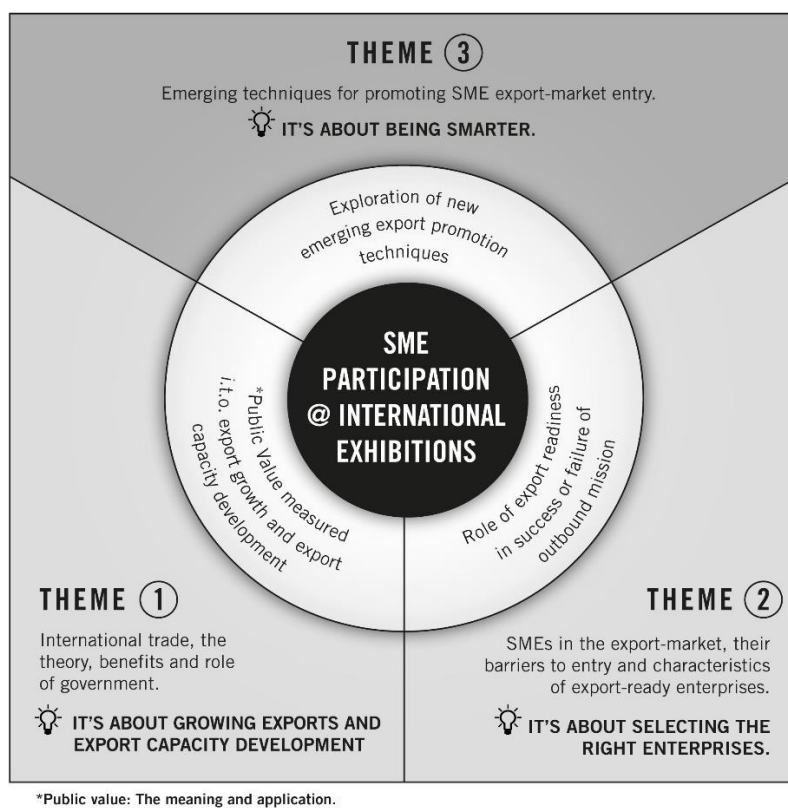 THEME 3
Emerging techniques for promoting SME export-market entry.
IT'S ABOUT BEING SMARTER.
Exploration of new
emerging export promotion
techniques
SME
PARTICIPATION
@ INTERNATIONAL
EXHIBITIONS
*Public Value measured
i.t.o. export growth and export
capacity development
Role of export readiness
in success or failure of
outbound mission
THEME 1
International trade, the
theory, benefits and role
of government.
IT'S ABOUT GROWING EXPORTS AND
EXPORT CAPACITY DEVELOPMENT
THEME 2
SMEs in the export-market, their
barriers to entry and characteristics
of export-ready enterprises.
IT'S ABOUT SELECTING THE
RIGHT ENTERPRISES.
*Public value: The meaning and application.